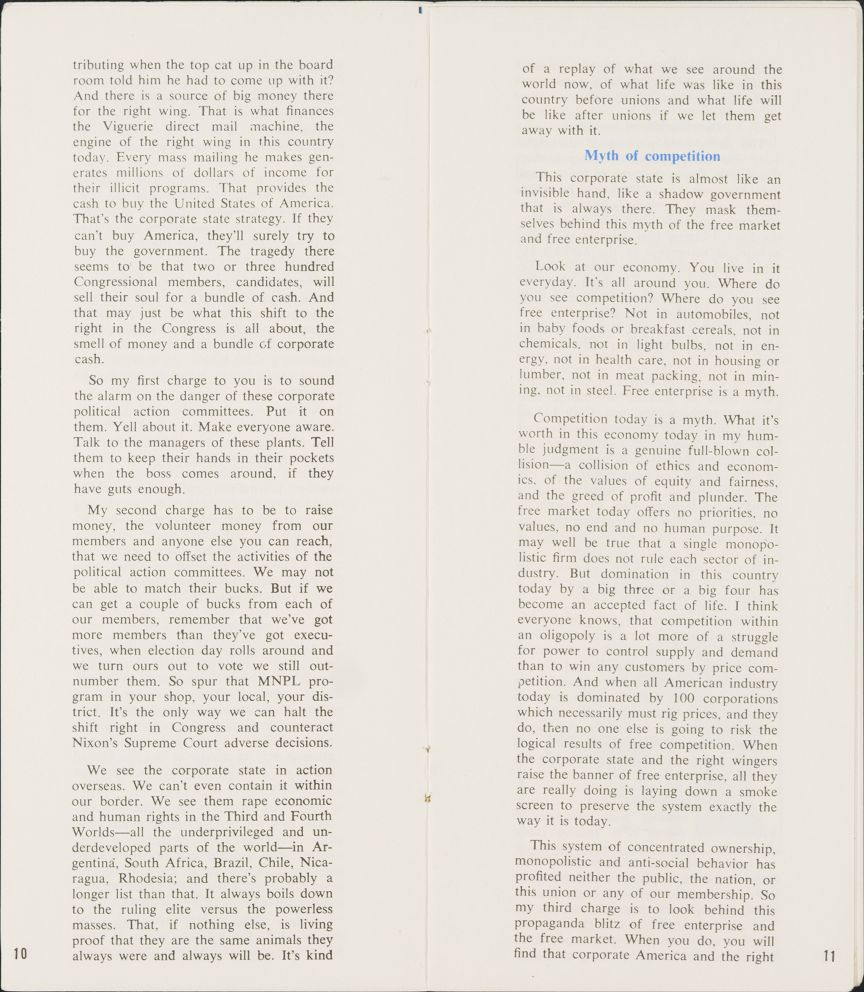 tributing when the top cat up in the board
room told him he had to come up with it?
And there is a source of big money there
for the right wing. That is what finances
the Viguerie direct mail machine, the
engine of the right wing in this country
today. Every mass mailing he makes gen-
erates millions of dollars of income for
their illicit programs. That provides the
cash to buy the United States of America.
That's the corporate state strategy. If they
can't buy America, they'll surely try to
buy the government. The tragedy there
seems to be that two or three hundred
Congressional members, candidates, will
sell their soul for a bundle of cash. And
that may just be what this shift to the
right in the Congress is all about, the
smell of money and a bundle of corporate
cash.
So my first charge to you is to sound
the alarm on the danger of these corporate
political action committees. Put it on
them. Yell about it. Make everyone aware.
Talk to the managers of these plants. Tell
them to keep their hands in their pockets
when the boss comes around, if they
have guts enough.
My second charge has to be to raise
money, the volunteer money from our
members and anyone else you can reach,
that we need to offset the activities of the
political action committees. We may not
be able to match their bucks. But if we
can get a couple of bucks from each of
our members, remember that we've got
more members than they've got execu-
tives, when election day rolls around and
we turn ours out to vote we still out-
number them. So spur that MNPL pro-
gram in your shop, your local, your dis-
trict. It's the only way we can halt the
shift right in Congress and counteract
Nixon's Supreme Court adverse decisions.
We see the corporate state in action
overseas. We can't even contain it within
our border. We see them rape economic
and human rights in the Third and Fourth
Worlds—all the underprivileged and un-
derdeveloped parts of the world—in Ar-
gentina, South Africa, Brazil, Chile, Nica-
ragua, Rhodesia; and there's probably a
longer list than that. It always boils down
to the ruling elite versus the powerless
masses. That, if nothing else, is living
proof that they are the same animals they
always were and always will be. It's kind
10
of a replay of what we see around the
world now, of what life was like in this
country before unions and what life will
be like after unions if we let them get
away with it.
Myth of competition
This corporate state is almost like an
invisible hand, like a shadow government
that is always there. They mask them-
selves behind this myth of the free market
and free enterprise.
Look at our economy. You live in it
everyday. It's all around you. Where do
you see competition? Where do you see
free enterprise? Not in automobiles, not
in baby foods or breakfast cereals, not in
chemicals, not in light bulbs, not in en-
ergy, not in health care, not in housing or
lumber, not in meat packing, not in min-
ing, not in steel. Free enterprise is a myth.
Competition today is a myth. What it's
worth in this economy today in my hum-
ble judgment is a genuine full-blown col-
lision—a collision of ethics and econom-
ics, of the values of equity and fairness,
and the greed of profit and plunder. The
free market today offers no priorities, no
values, no end and no human purpose. It
may well be true that a single monopo-
listic firm does not rule each sector of in-
dustry. But domination in this country
today by a big three or a big four has
become an accepted fact of life. I think
everyone knows, that competition within
an oligopoly is a lot more of a struggle
for power to control supply and demand
than to win any customers by price com-
petition. And when all American industry
today is dominated by 100 corporations
which necessarily must rig prices, and they
do, then no one else is going to risk the
logical results of free competition. When
the corporate state and the right wingers
raise the banner of free enterprise, all they
are really doing is laying down a smoke
screen to preserve the system exactly the
way it is today.
This system of concentrated ownership,
monopolistic and anti-social behavior has
profited neither the public, the nation, or
this union or any of our membership. So
my third charge is to look behind this
propaganda blitz of free enterprise and
the free market. When you do, you will
find that corporate America and the right
11